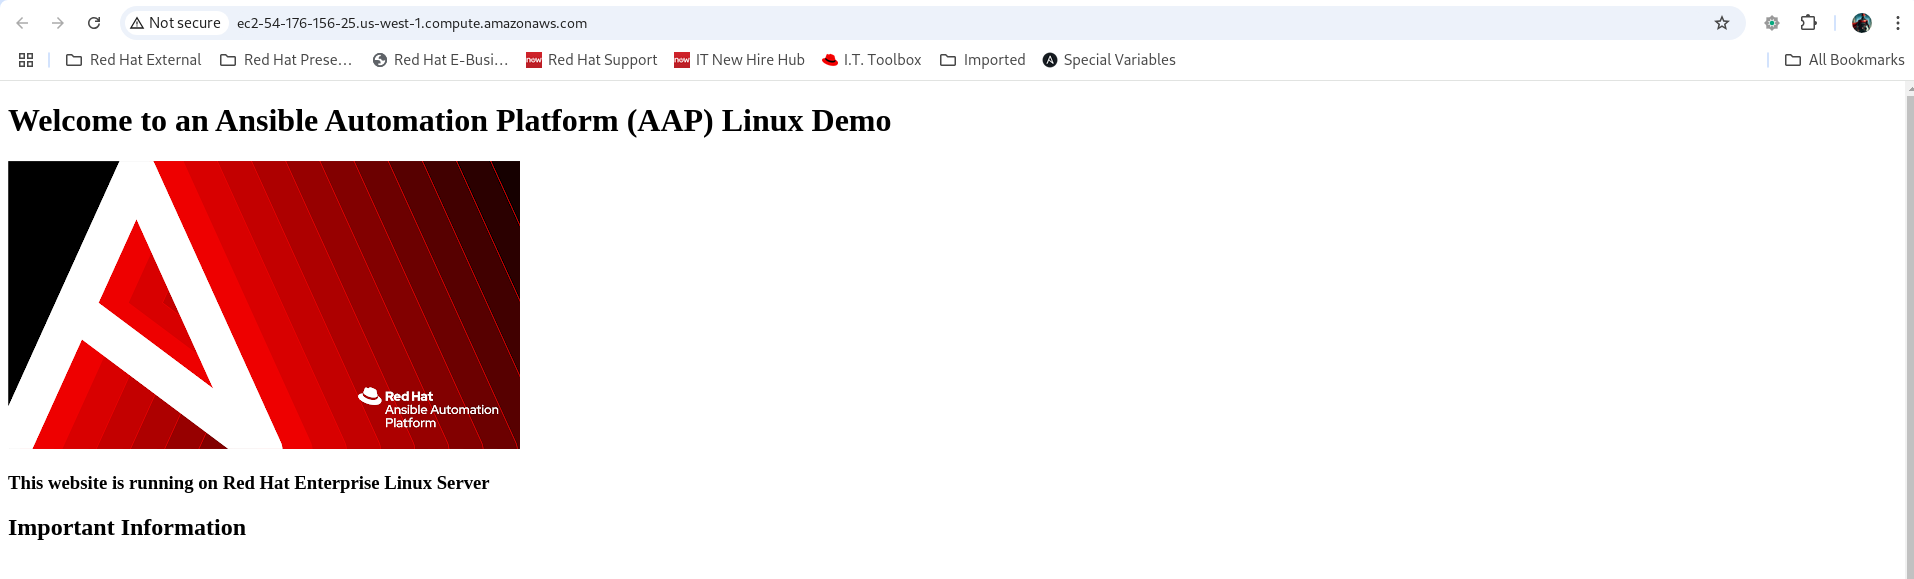 Not secure ec2-54-176-156-25.us-west-1.compute.amazonaws.com
Red Hat External Red Hat Prese... Red Hat E-Busi... now Red Hat Support now IT New Hire Hub I.T. Toolbox Imported A Special Variables All Bookmarks
Welcome to an Ansible Automation Platform (AAP) Linux Demo
Red Hat
Ansible Automation
Platform
This website is running on Red Hat Enterprise Linux Server
Important Information